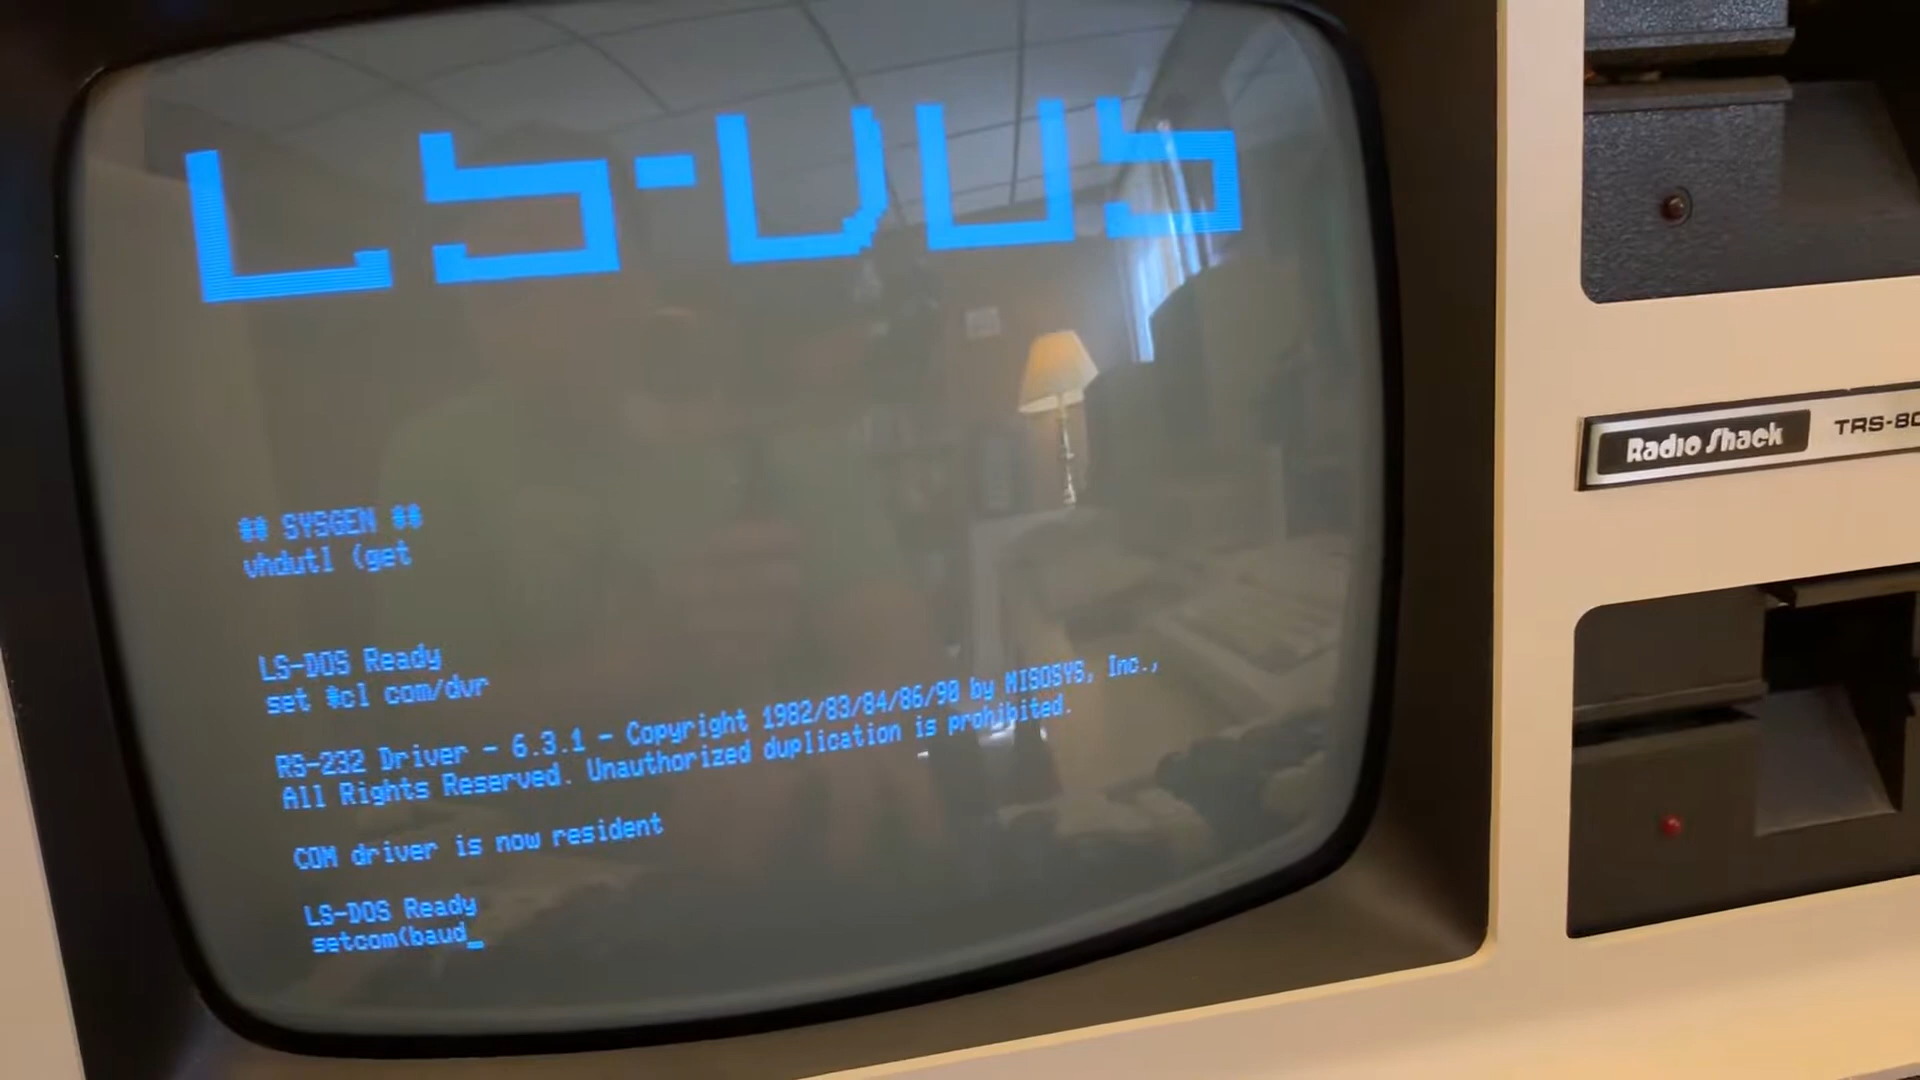 LS-DOS
** SYSGEN **
vhdutl (get
LS-DOS Ready
set *cl com/dvr
RS-232 Driver - 6.3.1 - Copyright 1982/83/84/86/90 by MISOSYS, Inc.,
All Rights Reserved. Unauthorized duplication is prohibited.
COM driver is now resident
LS-DOS Ready
setcom(baud_
Radio Shack TRS-80